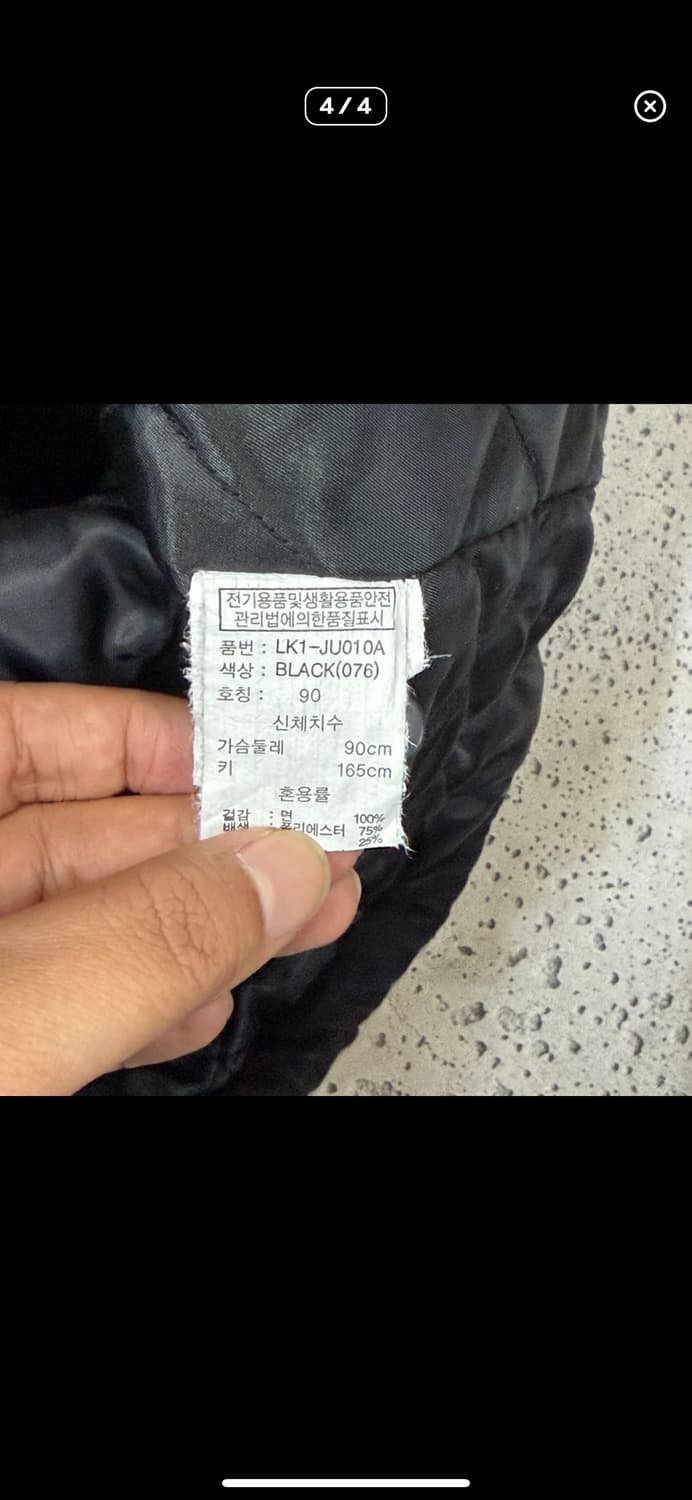 4 / 4
전기용품및생활용품안전
관리법에의한품질표시
품번 : LK1-JU010A
색상 : BLACK(076)
호칭 : 90
신체치수
가슴둘레 90cm
키 165cm
혼용률
겉감 : 면 100%
배색 : 폴리에스터 75%
25%